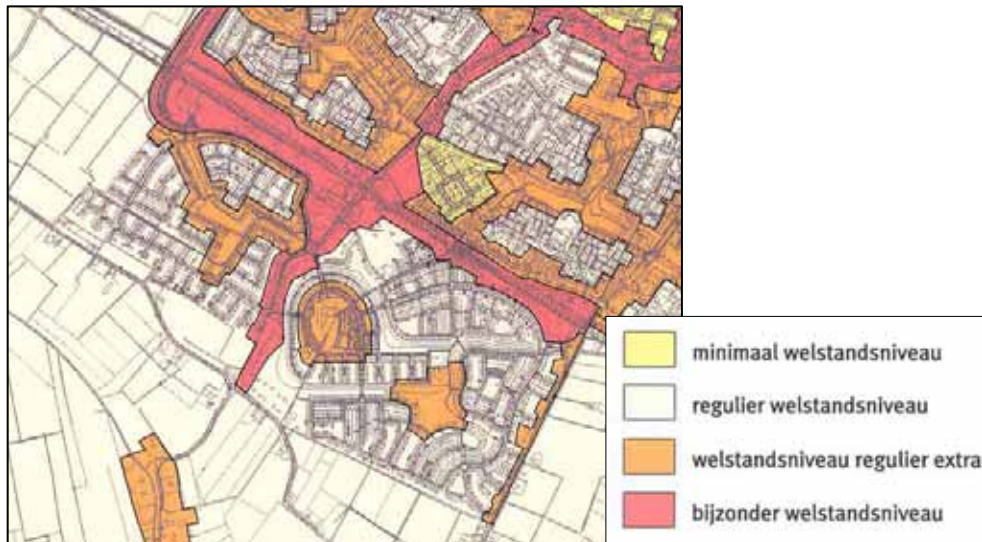 minimaal welstandsniveau
regulier welstandsniveau
welstandsniveau regulier extra
bijzonder welstandsniveau